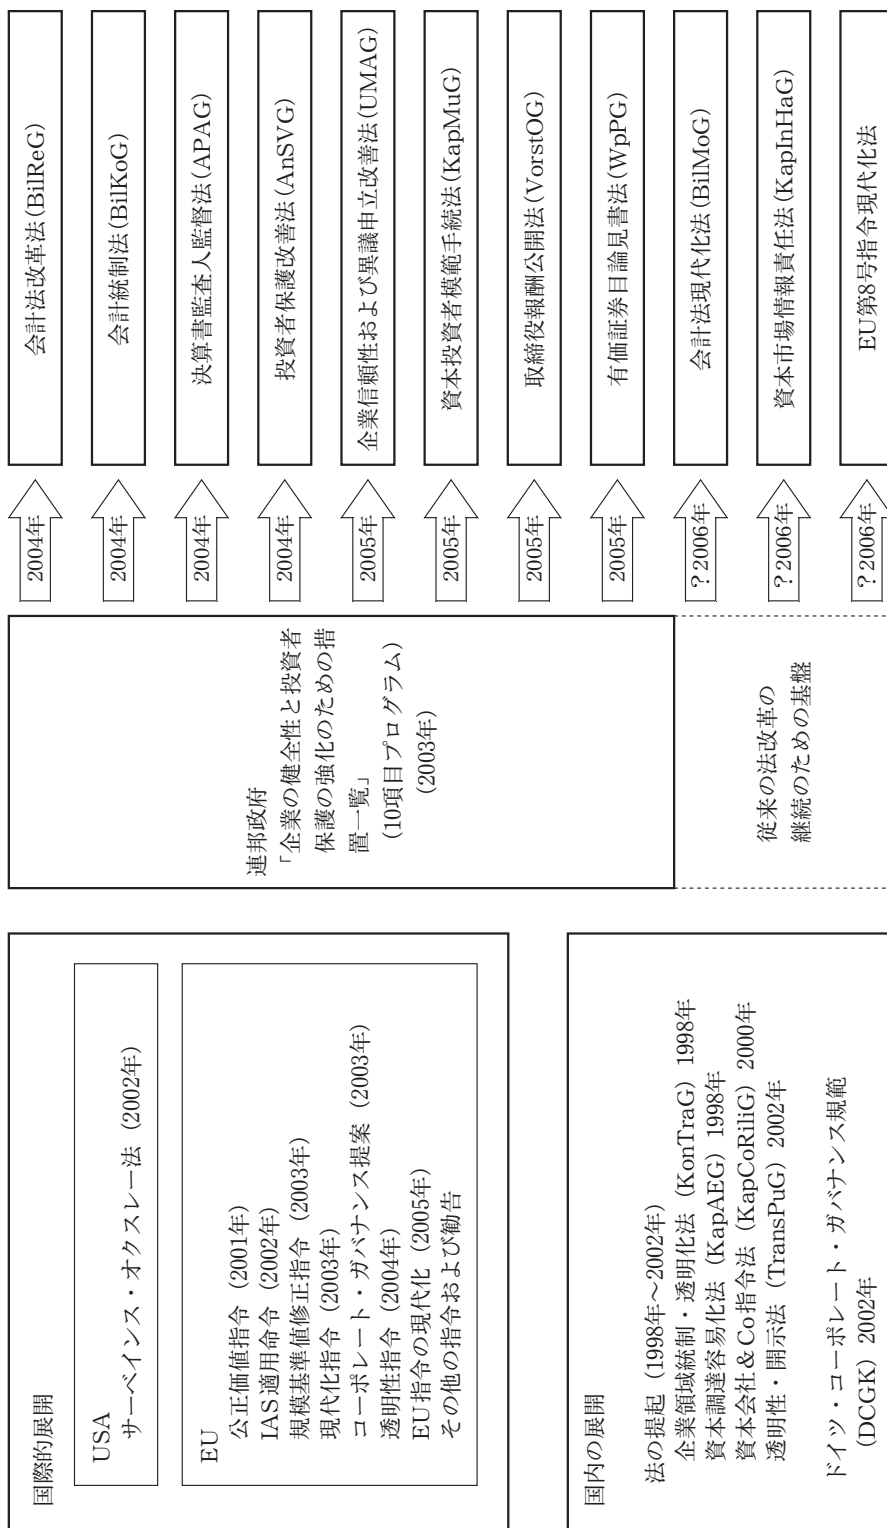 国際的展開
USA
サーベインス・オクスレー法（2002年）
EU
公正価値指令（2001年）
IAS適用命令（2002年）
規模基準値修正指令（2003年）
現代化指令（2003年）
コーポレート・ガバナンス提案（2003年）
透明性指令（2004年）
EU指令の現代化（2005年）
その他の指令および勧告
国内の展開
法の提起（1998年～2002年）
企業領域統制・透明化法（KonTraG）1998年
資本調達容易化法（KapAEG）1998年
資本会社＆Co指令法（KapCoRiliG）2000年
透明性・開示法（TransPuG）2002年
ドイツ・コーポレート・ガバナンス規範
（DCGK）2002年
連邦政府
「企業の健全性と投資者
保護の強化のための措
置一覧」
（10項目プログラム）
（2003年）
従来の法改革の
継続のための基盤
2004年
会計法改革法(BilReG)
2004年
会計統制法(BilKoG)
2004年
決算書監査人監督法(APAG)
2004年
投資者保護改善法(AnSVG)
2005年
企業信頼性および異議申立改善法(UMAG)
2005年
資本投資者模範手続法(KapMuG)
2005年
取締役報酬公開法(VorstOG)
2005年
有価証券目論見書法(WpPG)
？2006年
会計法現代化法(BilMoG)
？2006年
資本市場情報責任法(KapInHaG)
？2006年
EU第8号指令現代化法